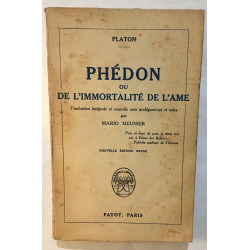 PLATON
PHÉDON
OU
DE L'IMMORTALITÉ DE L'AME
Traduction intégrale et nouvelle avec prolégomènes et notes
par
MARIO MEUNIER
NOUVELLE ÉDITION REVUE
PAYOT, PARIS